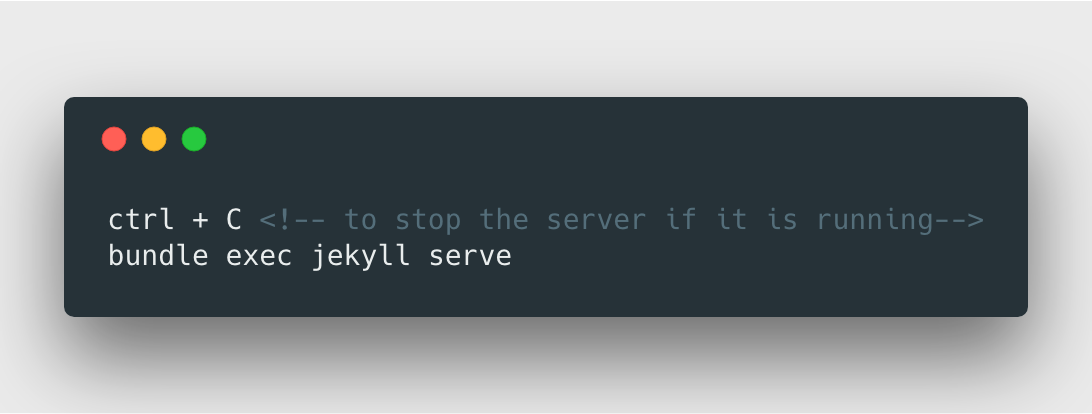 ctrl + C <!-- to stop the server if it is running-->
bundle exec jekyll serve